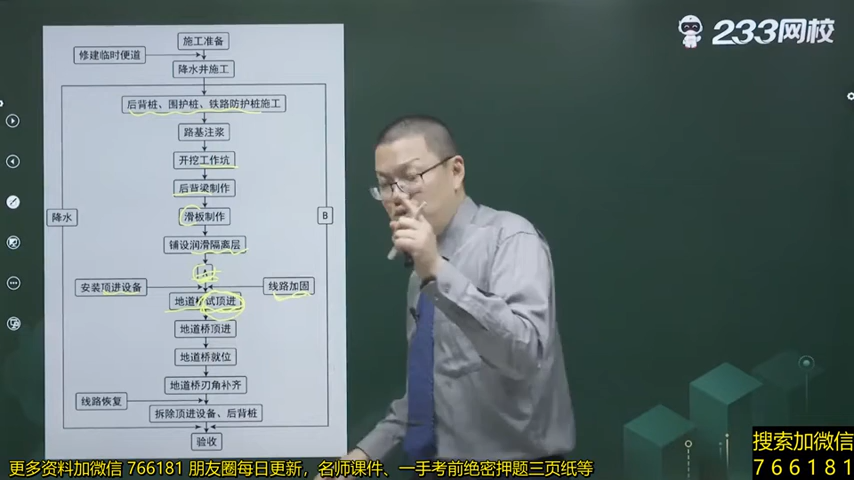 233网校
施工准备
修建临时便道
降水井施工
后背桩、围护桩、铁路防护桩施工
路基注浆
开挖工作坑
后背梁制作
降水
滑板制作
B
铺设润滑隔离层
A
安装顶进设备
线路加固
地道桥试顶进
地道桥顶进
地道桥就位
地道桥刃角补齐
线路恢复
拆除顶进设备、后背桩
验收
搜索加微信
766181
更多资料加微信 766181 朋友圈每日更新，名师课件、一手考前绝密押题三页纸等